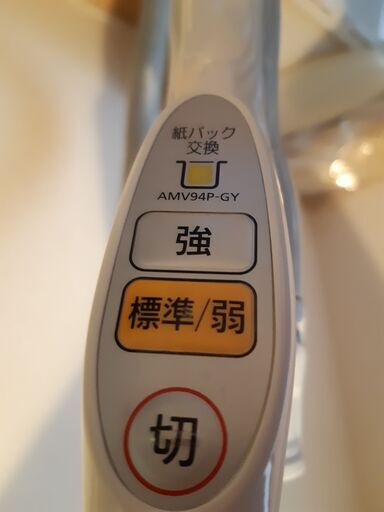 紙パック
交換
AMV94P-GY
強
標準/弱
切